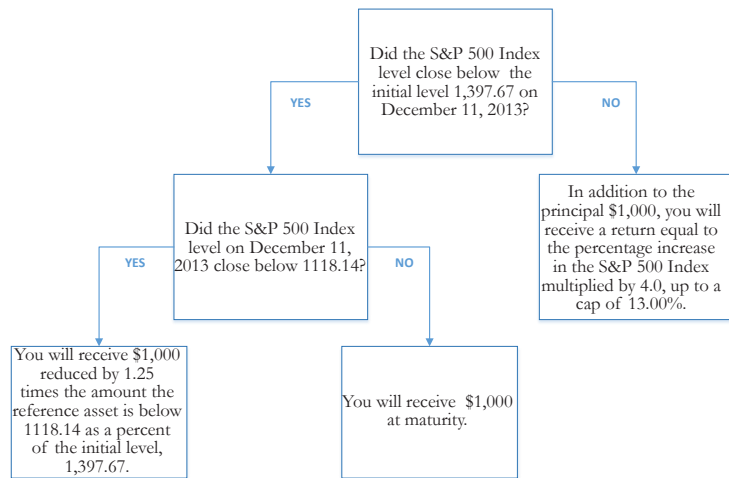 Did the S&P 500 Index
level close below the
initial level 1,397.67 on
December 11, 2013?
YES
NO
Did the S&P 500 Index
level on December 11,
2013 close below 1118.14?
In addition to the
principal $1,000, you will
receive a return equal to
the percentage increase
in the S&P 500 Index
multiplied by 4.0, up to a
cap of 13.00%.
YES
NO
You will receive $1,000
reduced by 1.25
times the amount the
reference asset is below
1118.14 as a percent
of the initial level,
1,397.67.
You will receive $1,000
at maturity.